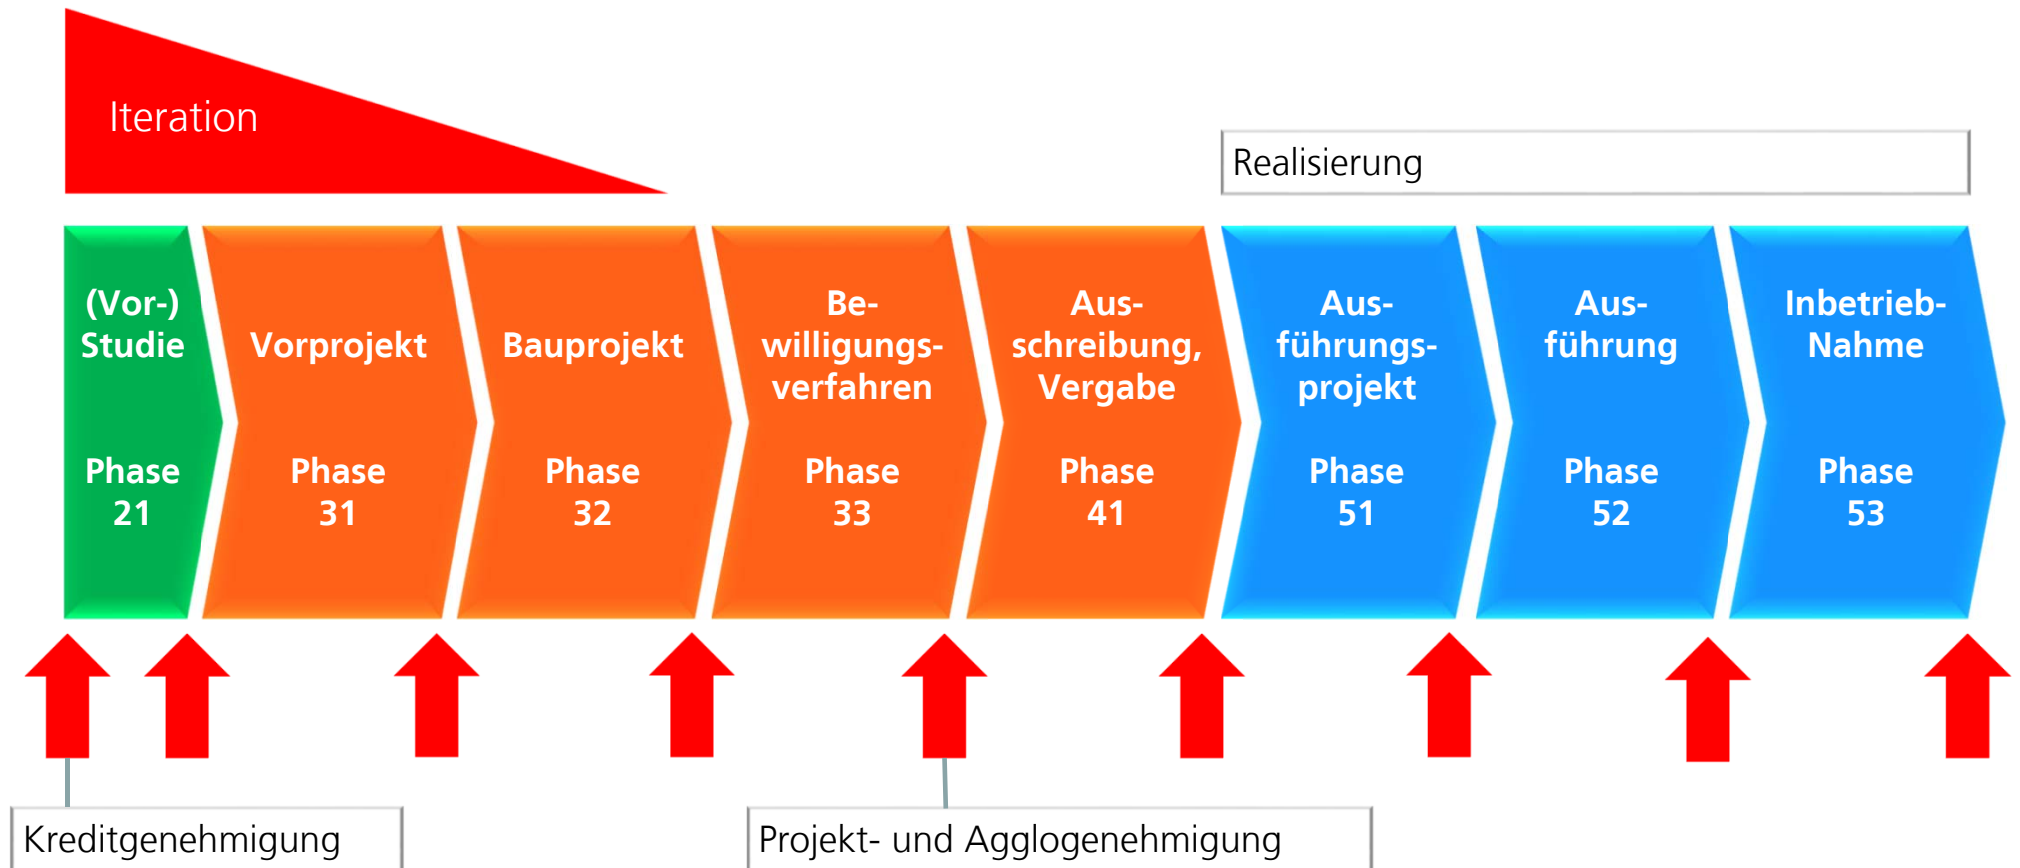 Iteration
Realisierung
(Vor-)
Studie
Phase
21
Vorprojekt
Phase
31
Bauprojekt
Phase
32
Be-
willigungs-
verfahren
Phase
33
Aus-
schreibung,
Vergabe
Phase
41
Aus-
führungs-
projekt
Phase
51
Aus-
führung
Phase
52
Inbetrieb-
Nahme
Phase
53
Kreditgenehmigung
Projekt- und Agglogenehmigung